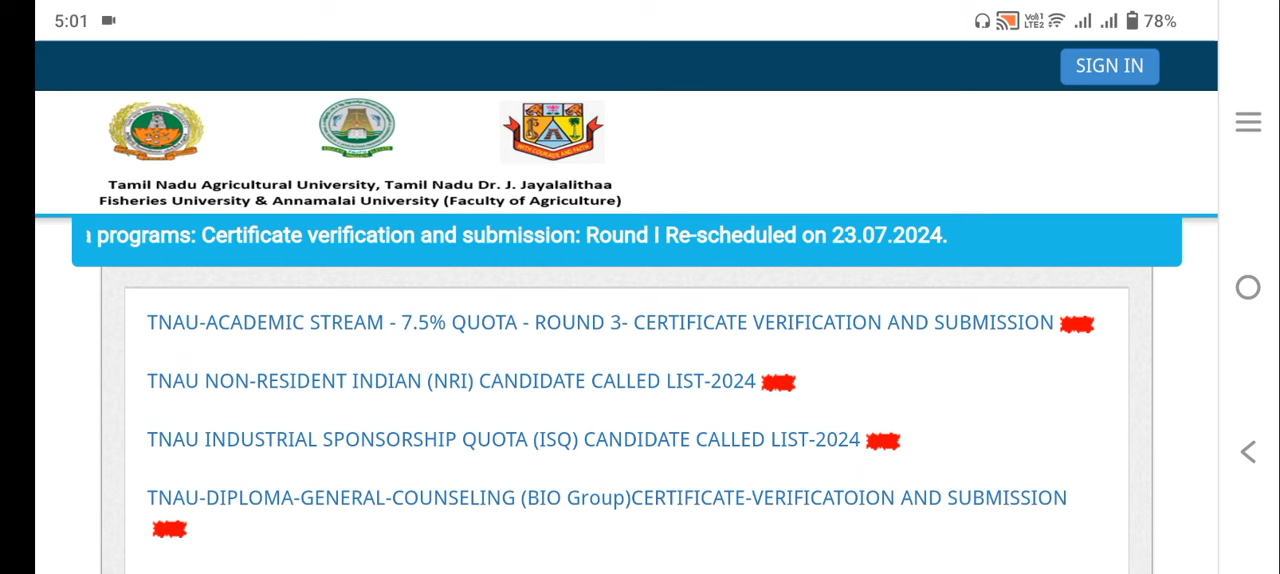 5:01
Vo) 1
LTE2
78%
SIGN IN
Tamil Nadu Agricultural University, Tamil Nadu Dr. J. Jayalalithaa
Fisheries University & Annamalai University (Faculty of Agriculture)
programs: Certificate verification and submission: Round I Re-scheduled on 23.07.2024.
TNAU-ACADEMIC STREAM - 7.5% QUOTA - ROUND 3- CERTIFICATE VERIFICATION AND SUBMISSION
TNAU NON-RESIDENT INDIAN (NRI) CANDIDATE CALLED LIST-2024
TNAU INDUSTRIAL SPONSORSHIP QUOTA (ISQ) CANDIDATE CALLED LIST-2024
TNAU-DIPLOMA-GENERAL-COUNSELING (BIO Group)CERTIFICATE-VERIFICATOION AND SUBMISSION